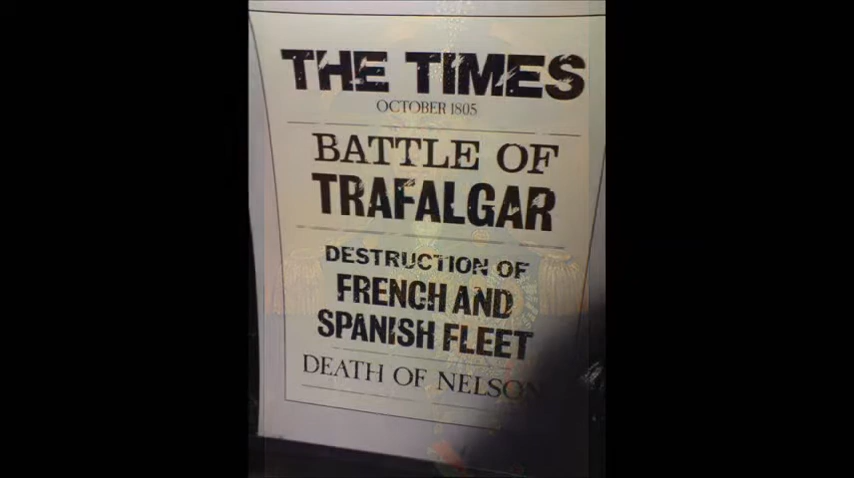 THE TIMES
OCTOBER 1805
BATTLE OF
TRAFALGAR
DESTRUCTION OF
FRENCH AND
SPANISH FLEET
DEATH OF NELSON